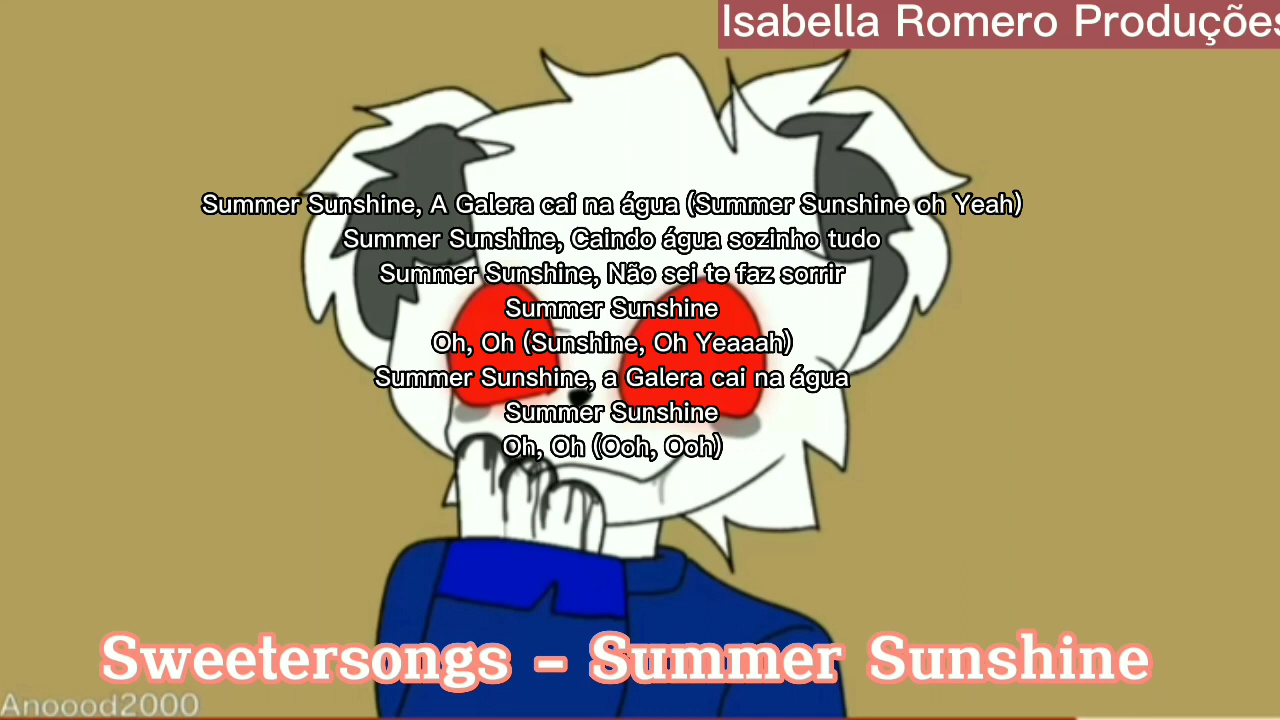 Isabella Romero Produções
Summer Sunshine, A Galera cai na água (Summer Sunshine oh Yeah)
Summer Sunshine, Caindo água sozinho tudo
Summer Sunshine, Não sei te faz sorrir
Summer Sunshine
Oh, Oh (Sunshine, Oh Yeaaah)
Summer Sunshine, a Galera cai na água
Summer Sunshine
Oh, Oh (Ooh, Ooh)
Sweetersongs - Summer Sunshine
Anoood2000